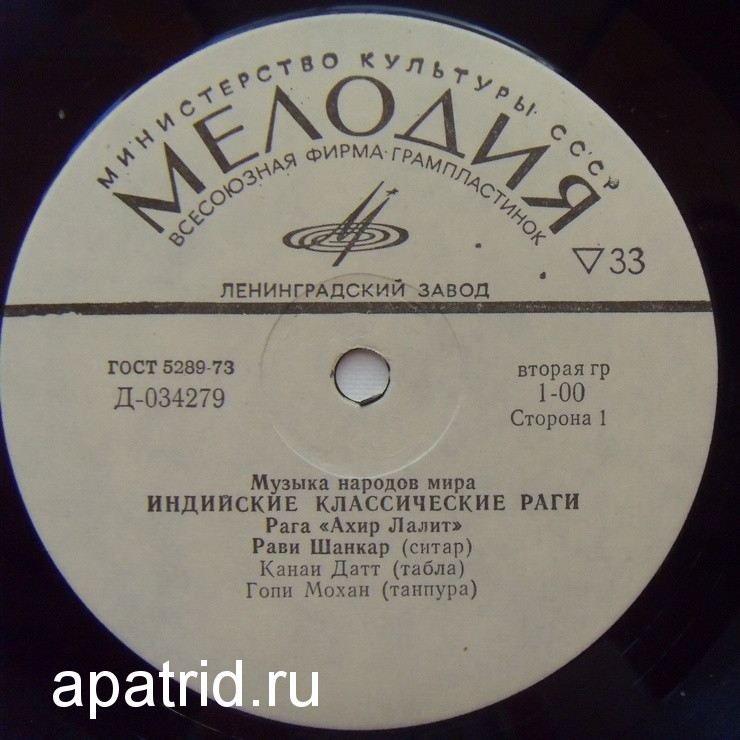 МИНИСТЕРСТВО КУЛЬТУРЫ СССР
МЕЛОДИЯ
ВСЕСОЮЗНАЯ ФИРМА·ГРАМПЛАСТИНОК
▽33
ЛЕНИНГРАДСКИЙ ЗАВОД
ГОСТ 5289-73
Д-034279
вторая гр
1-00
Сторона 1
Музыка народов мира
ИНДИЙСКИЕ КЛАССИЧЕСКИЕ РАГИ
Рага «Ахир Лалит»
Рави Шанкар (ситар)
Канаи Датт (табла)
Гопи Мохан (танпура)
apatrid.ru